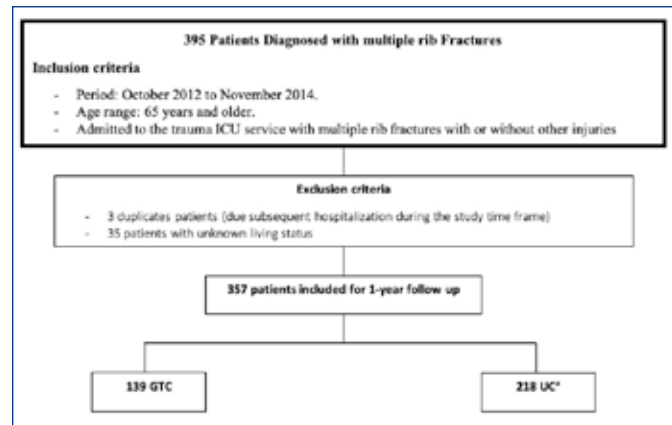 395 Patients Diagnosed with multiple rib Fractures
Inclusion criteria
- Period: October 2012 to November 2014.
- Age range: 65 years and older.
- Admitted to the trauma ICU service with multiple rib fractures with or without other injuries
Exclusion criteria
- 3 duplicates patients (due subsequent hospitalization during the study time frame)
- 35 patients with unknown living status
357 patients included for 1-year follow up
139 GTC
218 UC*